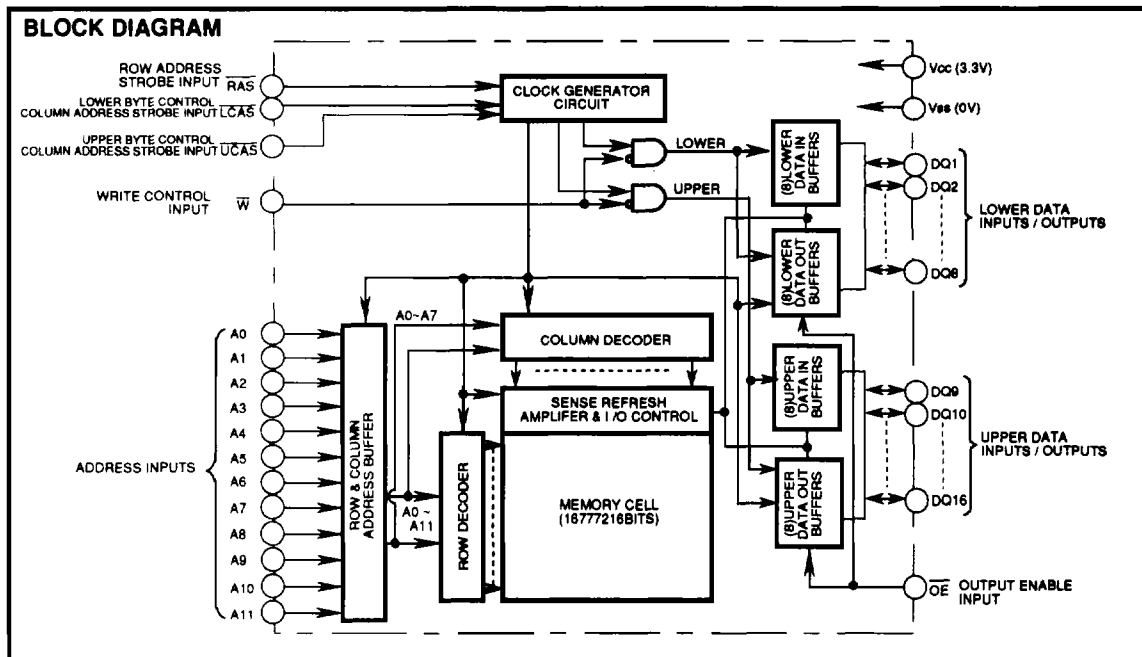 BLOCK DIAGRAM
ROW ADDRESS
STROBE INPUT RAS
LOWER BYTE CONTROL
COLUMN ADDRESS STROBE INPUT LCAS
UPPER BYTE CONTROL
COLUMN ADDRESS STROBE INPUT UCAS
WRITE CONTROL
INPUT W
CLOCK GENERATOR
CIRCUIT
LOWER
UPPER
Vcc (3.3V)
Vss (0V)
(8)LOWER
DATA IN
BUFFERS
(8)LOWER
DATA OUT
BUFFERS
DQ1
DQ2
DQ8
LOWER DATA
INPUTS / OUTPUTS
ADDRESS INPUTS
A0
A1
A2
A3
A4
A5
A6
A7
A8
A9
A10
A11
ROW & COLUMN
ADDRESS BUFFER
A0~A7
A0 ~
A11
ROW DECODER
COLUMN DECODER
SENSE REFRESH
AMPLIFER & I /O CONTROL
MEMORY CELL
(16777216BITS)
(8)UPPER
DATA IN
BUFFERS
(8)UPPER
DATA OUT
BUFFERS
DQ9
DQ10
DQ16
UPPER DATA
INPUTS / OUTPUTS
OE OUTPUT ENABLE
INPUT